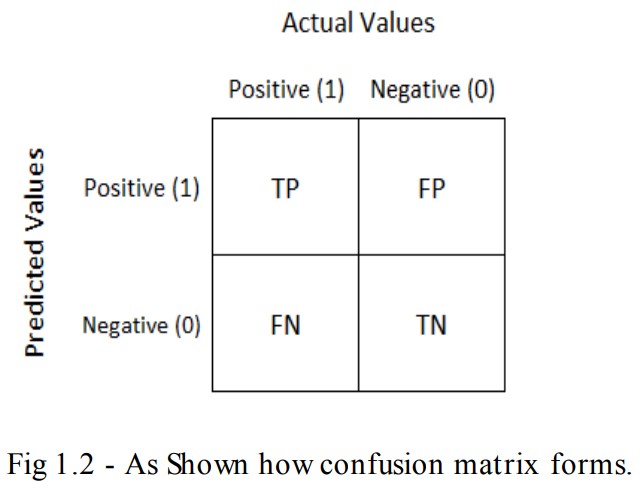 Actual Values
Positive (1) Negative (0)
Predicted Values
Positive (1) TP FP
Negative (0) FN TN
Fig 1.2 - As Shown how confusion matrix forms.